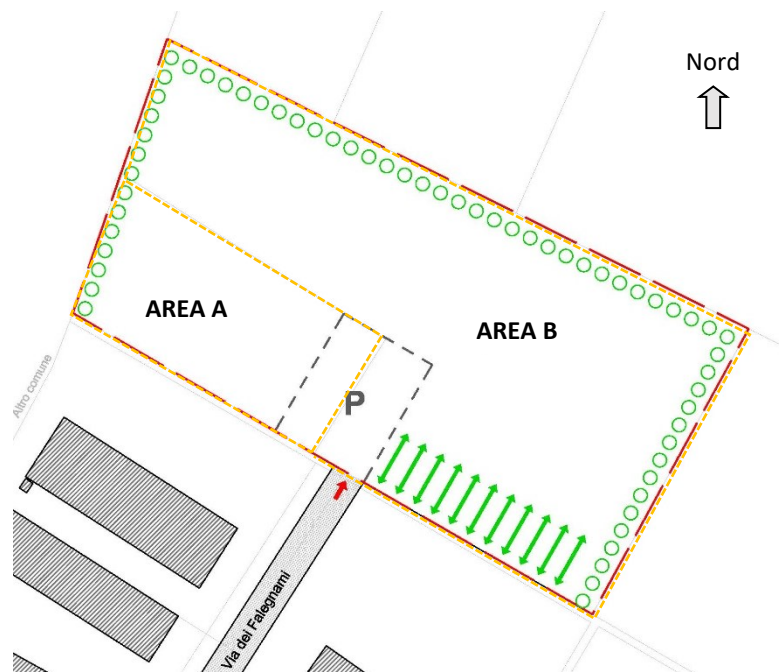 Nord
AREA A
AREA B
P
Altro comune
Via dei Falegnami